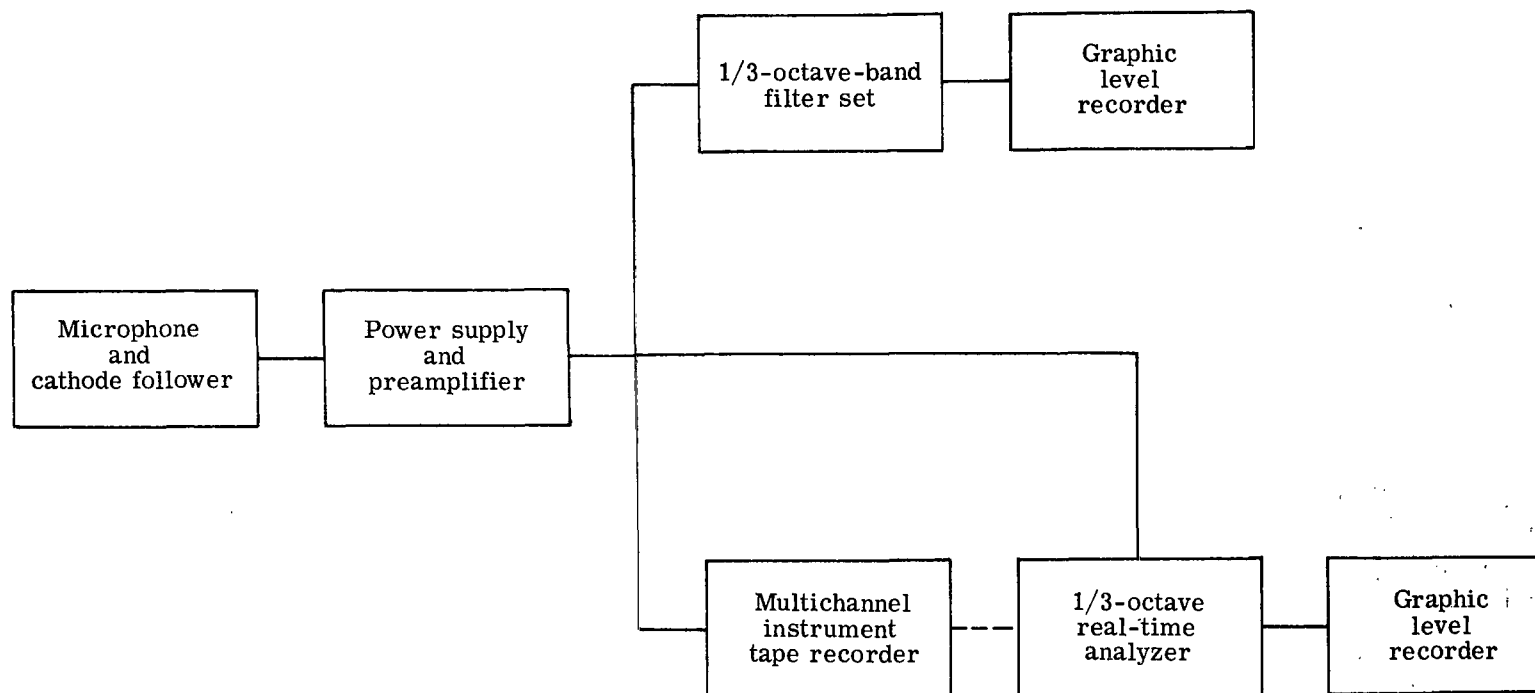 1/3-octave-band
filter set
Graphic
level
recorder
Microphone
and
cathode follower
Power supply
and
preamplifier
Multichannel
instrument
tape recorder
1/3-octave
real-time
analyzer
Graphic
level
recorder